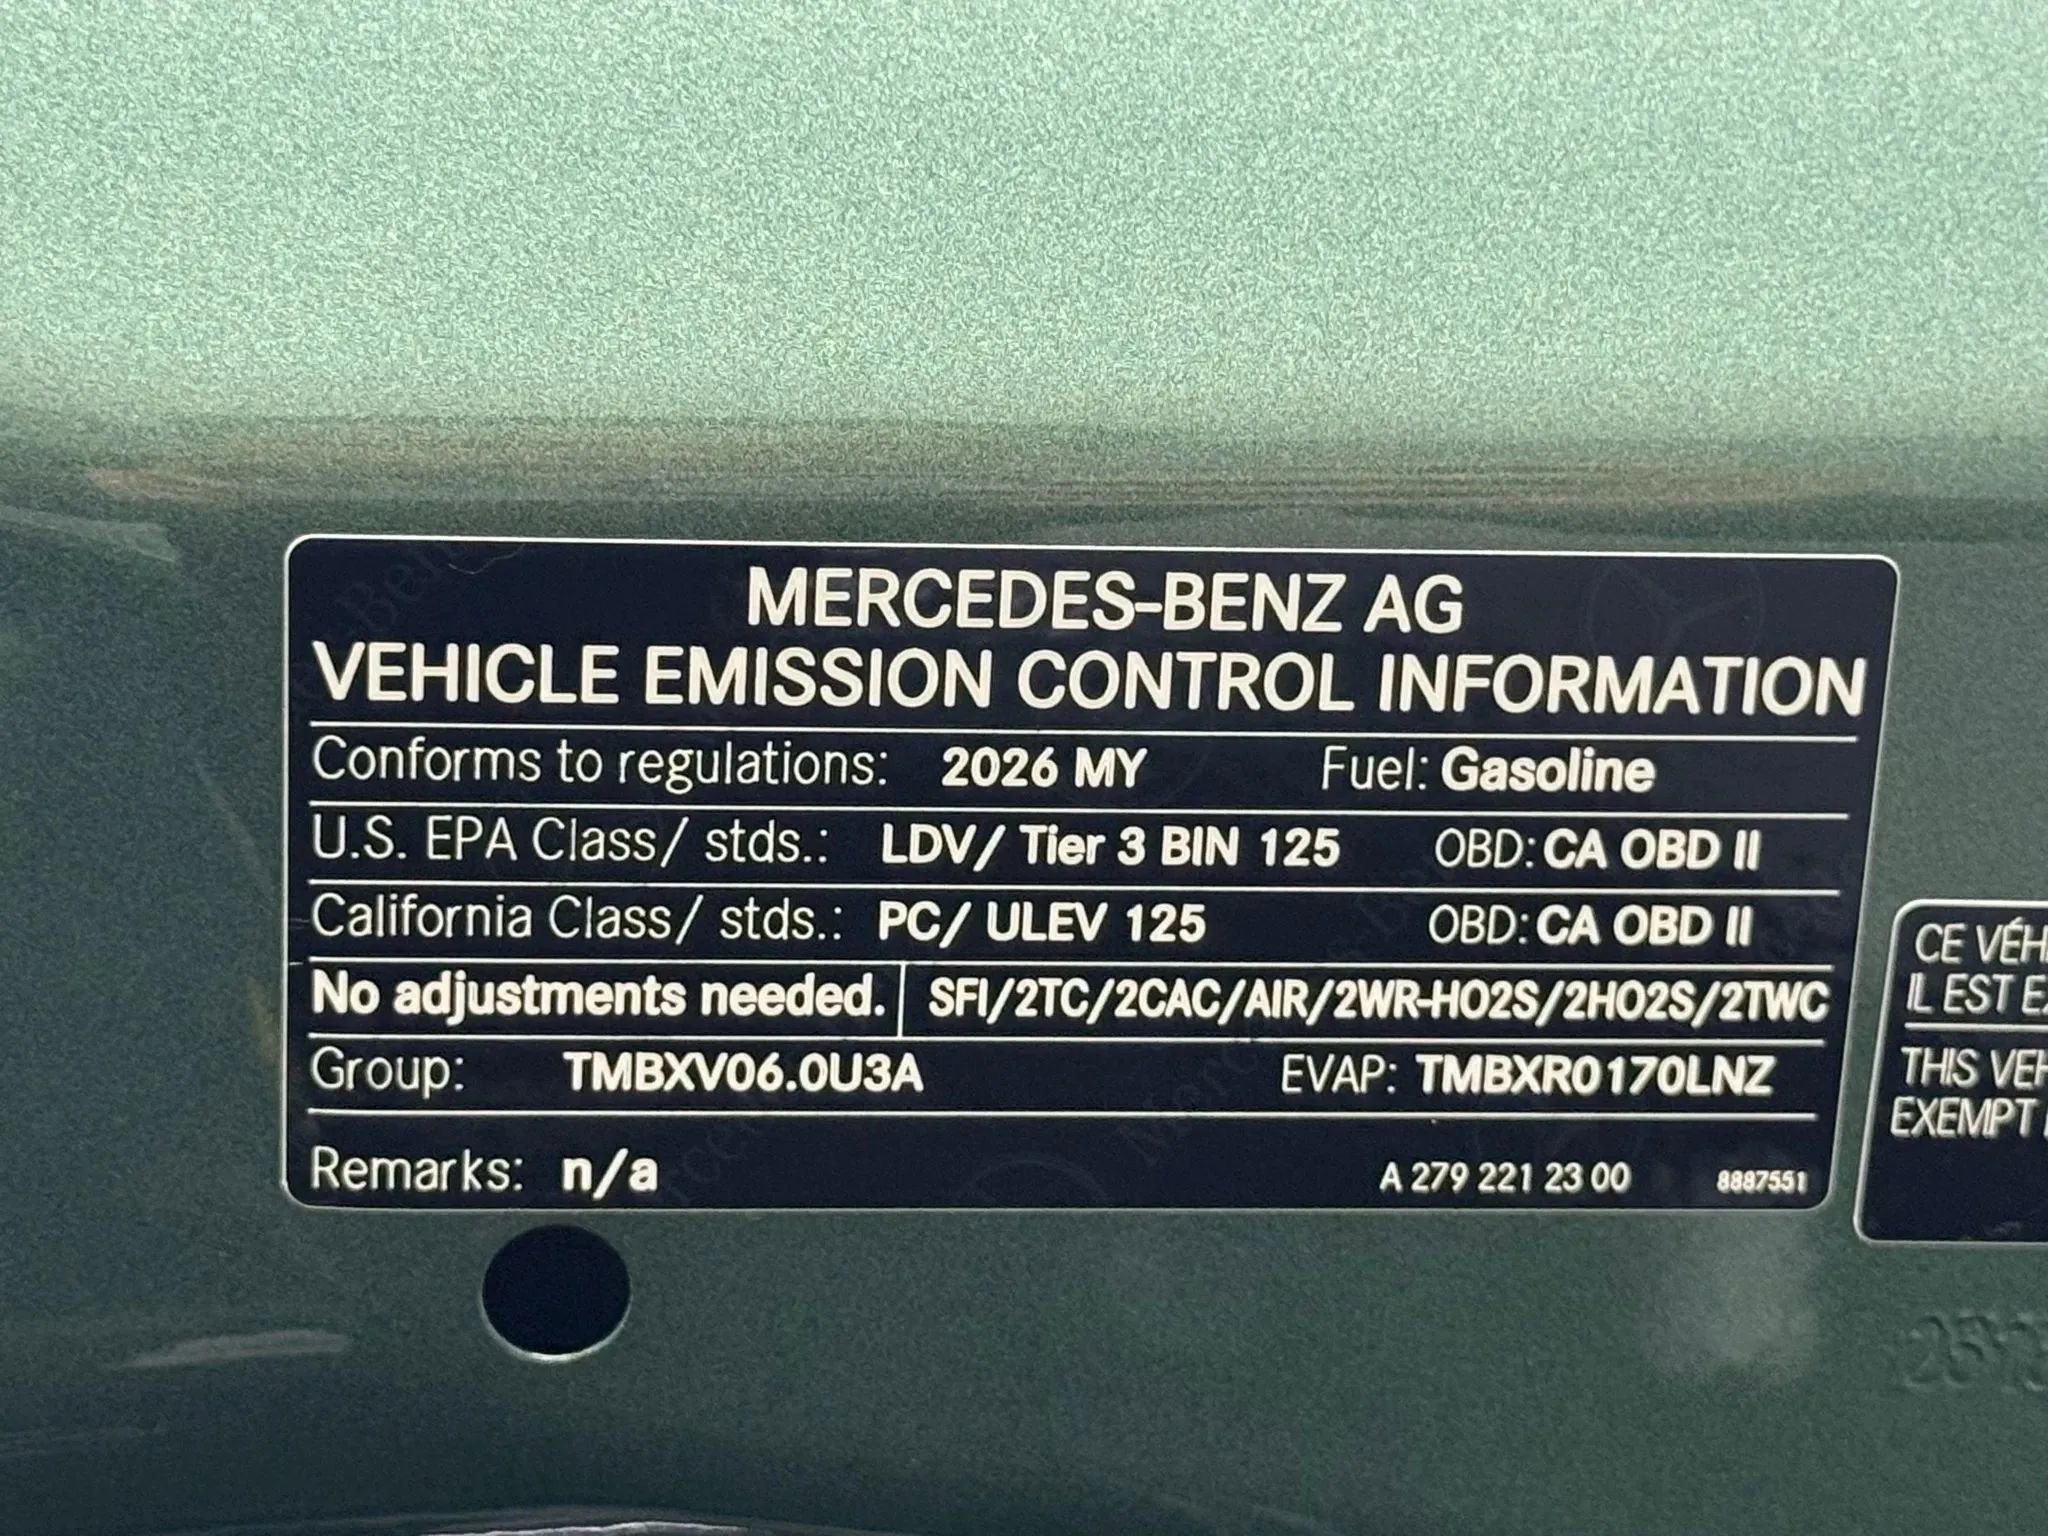 MERCEDES-BENZ AG
VEHICLE EMISSION CONTROL INFORMATION
Conforms to regulations: 2026 MY Fuel: Gasoline
U.S. EPA Class/ stds.: LDV/ Tier 3 BIN 125 OBD: CA OBD II
California Class/ stds.: PC/ ULEV 125 OBD: CA OBD II
No adjustments needed. SFI/2TC/2CAC/AIR/2WR-HO2S/2HO2S/2TWC
Group: TMBXV06.0U3A EVAP: TMBXR0170LNZ
Remarks: n/a A 279 221 23 00 8887551
CE VÉH
IL EST
THIS VEH
EXEMPT